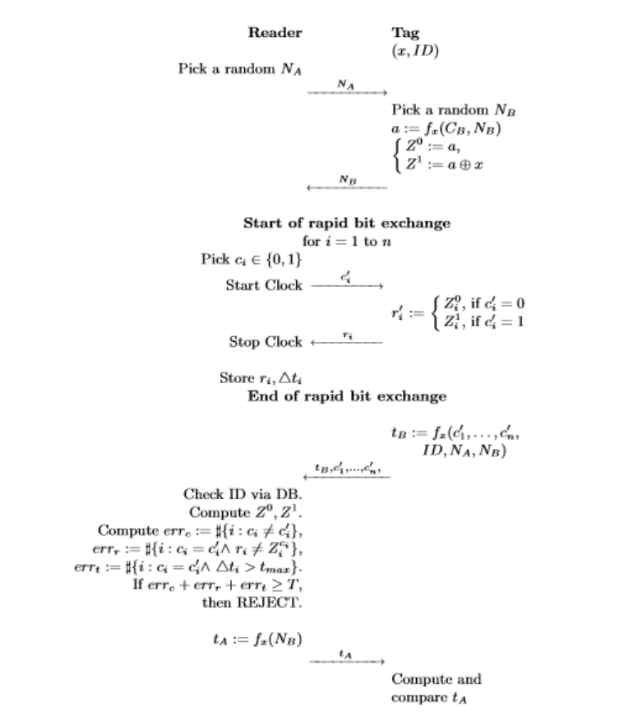 Reader
Tag
(x, ID)
Pick a random N_A
N_A
Pick a random N_B
a := f_x(C_B, N_B)
{ Z^0 := a,
Z^1 := a ⊕ x
N_B
Start of rapid bit exchange
for i = 1 to n
Pick c_i ∈ {0,1}
Start Clock
c'_i
r'_i := { Z^0_i, if c'_i = 0
Z^1_i, if c'_i = 1
Stop Clock
r_i
Store r_i, △t_i
End of rapid bit exchange
t_B := f_x(c'_1, . . . , c'_n,
ID, N_A, N_B)
t_B,c'_1,...,c'_n,
Check ID via DB.
Compute Z^0, Z^1.
Compute err_c := ♯{i : c_i ≠ c'_i},
err_r := ♯{i : c_i = c'_i ∧ r_i ≠ Z^{c_i}_i},
err_t := ♯{i : c_i = c'_i ∧ △t_i > t_max}.
If err_c + err_r + err_t ≥ T,
then REJECT.
t_A := f_x(N_B)
t_A
Compute and
compare t_A